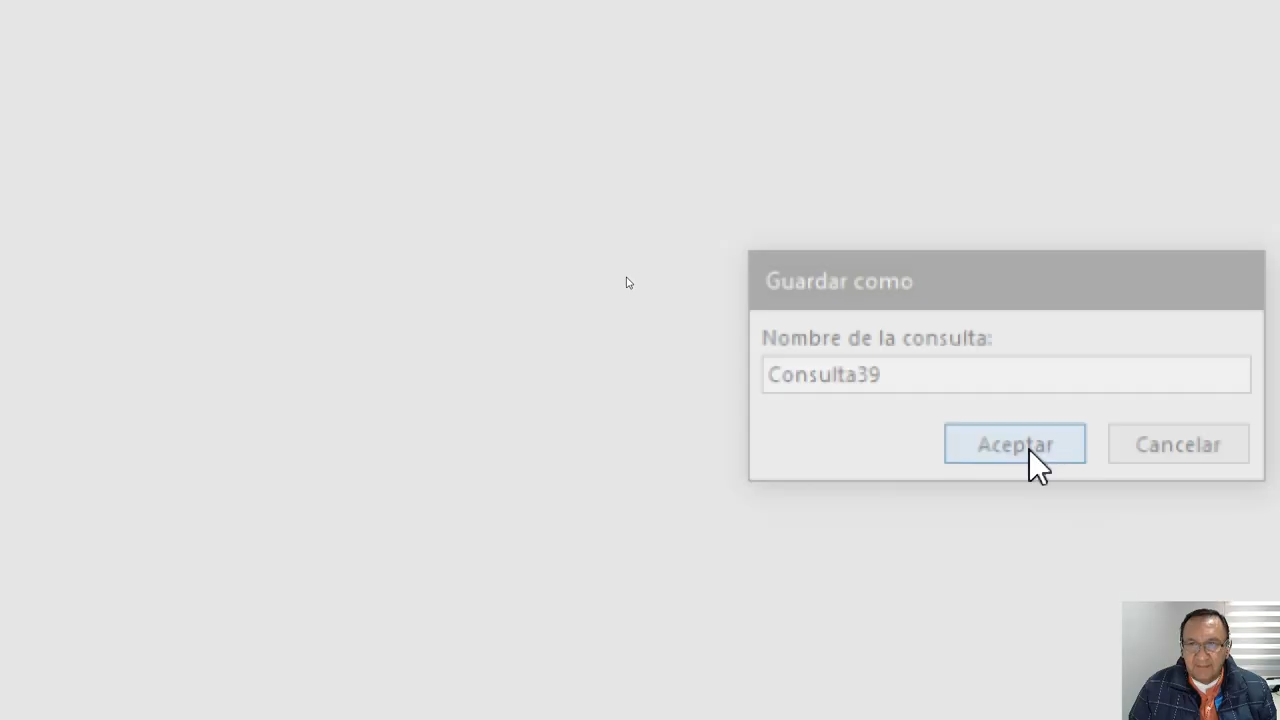 Guardar como
Nombre de la consulta:
Consulta39
Aceptar
Cancelar